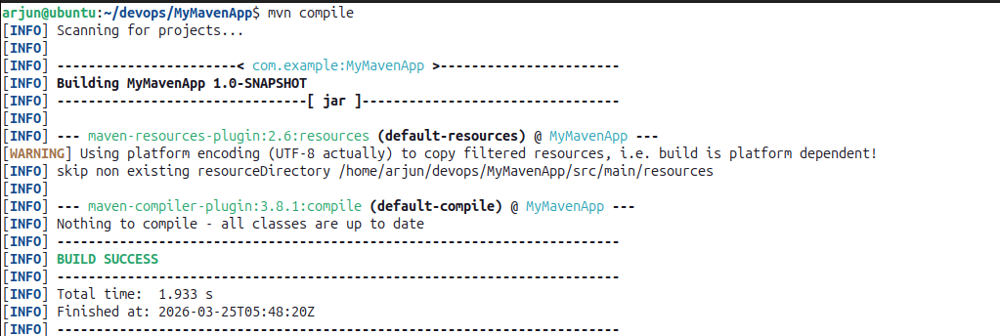 arjun@ubuntu:~/devops/MyMavenApp$ mvn compile
[INFO] Scanning for projects...
[INFO]
[INFO] -----------------------< com.example:MyMavenApp >-----------------------
[INFO] Building MyMavenApp 1.0-SNAPSHOT
[INFO] --------------------------------[ jar ]---------------------------------
[INFO]
[INFO] --- maven-resources-plugin:2.6:resources (default-resources) @ MyMavenApp ---
[WARNING] Using platform encoding (UTF-8 actually) to copy filtered resources, i.e. build is platform dependent!
[INFO] skip non existing resourceDirectory /home/arjun/devops/MyMavenApp/src/main/resources
[INFO]
[INFO] --- maven-compiler-plugin:3.8.1:compile (default-compile) @ MyMavenApp ---
[INFO] Nothing to compile - all classes are up to date
[INFO] ------------------------------------------------------------------------
[INFO] BUILD SUCCESS
[INFO] ------------------------------------------------------------------------
[INFO] Total time:  1.933 s
[INFO] Finished at: 2026-03-25T05:48:20Z
[INFO] ------------------------------------------------------------------------